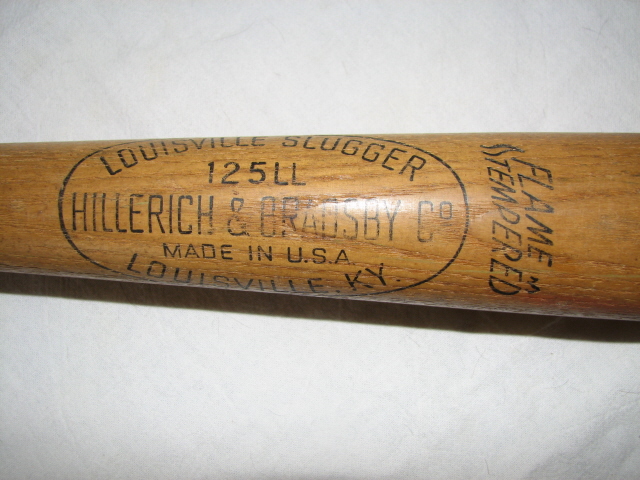 LOUISVILLE SLUGGER
125LL
HILLERICH & BRADSBY Cº
MADE IN U.S.A
LOUISVILLE. KY.
FLAME
TEMPERED